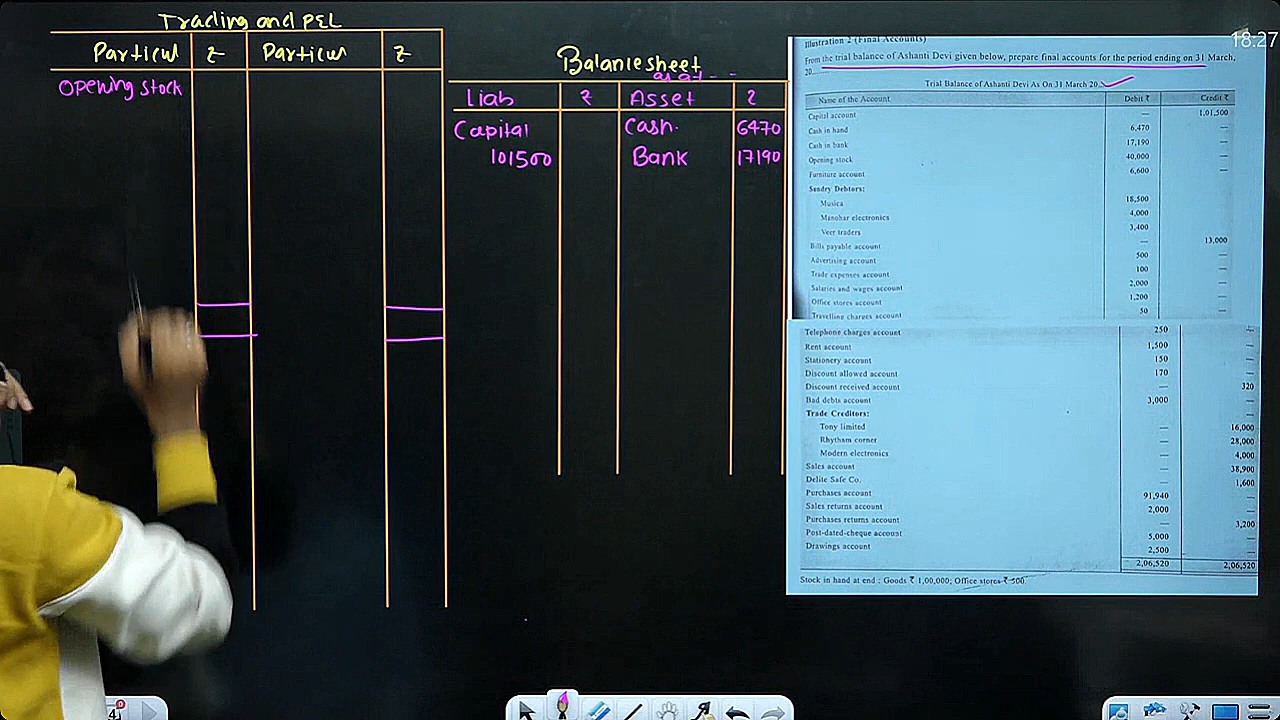 Trading and P&L
Particul ₹ Particul ₹
Opening stock
Balancesheet
as at - -
Liab ₹ Asset ₹
Capital Cash. 6470
101500 Bank 17190
18:27
Illustration 2 (Final Accounts)
From the trial balance of Ashanti Devi given below, prepare final accounts for the period ending on 31 March,
20......
Trial Balance of Ashanti Devi As On 31 March 20..
Name of the Account Debit ₹ Credit ₹
Capital account — 1,01,500
Cash in hand 6,470 —
Cash in bank 17,190 —
Opening stock 40,000 —
Furniture account 6,600 —
Sundry Debtors:
Musica 18,500 —
Manohar electronics 4,000 —
Veer traders 3,400 —
Bills payable account — 13,000
Advertising account 500 —
Trade expenses account 100 —
Salaries and wages account 2,000 —
Office stores account 1,200 —
Travelling charges account 50 —
Telephone charges account 250 —
Rent account 1,500 —
Stationery account 150 —
Discount allowed account 170 —
Discount received account — 320
Bad debts account 3,000 —
Trade Creditors:
Tony limited — 16,000
Rhytham corner — 28,000
Modern electronics — 4,000
Sales account — 38,900
Delite Safe Co. — 1,600
Purchases account 91,940 —
Sales returns account 2,000 —
Purchases returns account — 3,200
Post-dated-cheque account 5,000 —
Drawings account 2,500 —
2,06,520 2,06,520
Stock in hand at end : Goods ₹ 1,00,000; Office stores ₹ 500